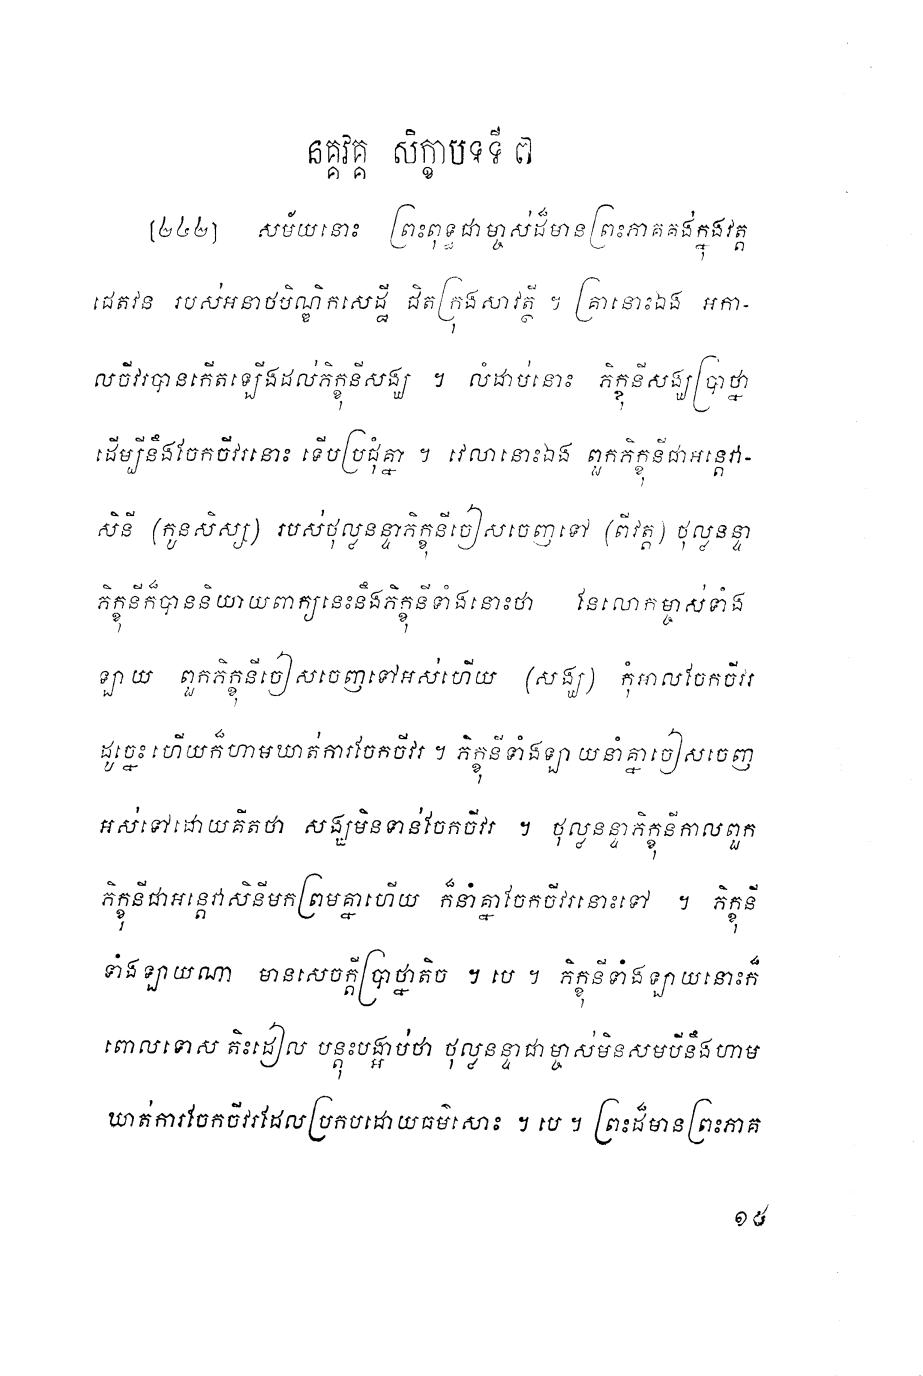 នគ្គវគ្គ សិក្ខាបទទី ៧
[៤៤៤] សម័យនោះ ព្រះពុទ្ធជាម្ចាស់ដ៏មានព្រះភាគគង់ក្នុងវត្ត
ជេតវន របស់អនាថបិណ្ឌិកសេដ្ឋី ជិតក្រុងសាវត្ថី ។ គ្រានោះឯង អកា-
លចីវរបានកើតឡើងដល់ភិក្ខុនីសង្ឃ ។ លំដាប់នោះ ភិក្ខុនីសង្ឃប្រាថ្នា
ដើម្បីនឹងចែកចីវរនោះ ទើបប្រជុំគ្នា ។ វេលានោះឯង ពួកភិក្ខុនីជាអន្តេវា-
សិនី (កូនសិស្ស) របស់ថុល្លនន្ទាភិក្ខុនីចៀសចេញទៅ (ពីវត្ត) ថុល្លនន្ទា
ភិក្ខុនីក៏បាននិយាយពាក្យនេះនឹងភិក្ខុនីទាំងនោះថា នែលោកម្ចាស់ទាំង
ឡាយ ពួកភិក្ខុនីចៀសចេញទៅអស់ហើយ (សង្ឃ) កុំអាលចែកចីវរ
ដូច្នេះ ហើយក៏ហាមឃាត់ការចែកចីវរ ។ ភិក្ខុនីទាំងឡាយនាំគ្នាចៀសចេញ
អស់ទៅដោយគិតថា សង្ឃមិនទាន់ចែកចីវរ ។ ថុល្លនន្ទាភិក្ខុនីកាលពួក
ភិក្ខុនីជាអន្តេវាសិនីមកព្រមគ្នាហើយ ក៏នាំគ្នាចែកចីវរនោះទៅ ។ ភិក្ខុនី
ទាំងឡាយណា មានសេចក្តីប្រាថ្នាតិច ។ បេ ។ ភិក្ខុនីទាំងឡាយនោះក៏
ពោលទោស តិះដៀល បន្តុះបង្អាប់ថា ថុល្លនន្ទាជាម្ចាស់មិនសមបីនឹងហាម
ឃាត់ការចែកចីវរដែលប្រកបដោយធម៌សោះ ។ បេ ។ ព្រះដ៏មានព្រះភាគ
១៥